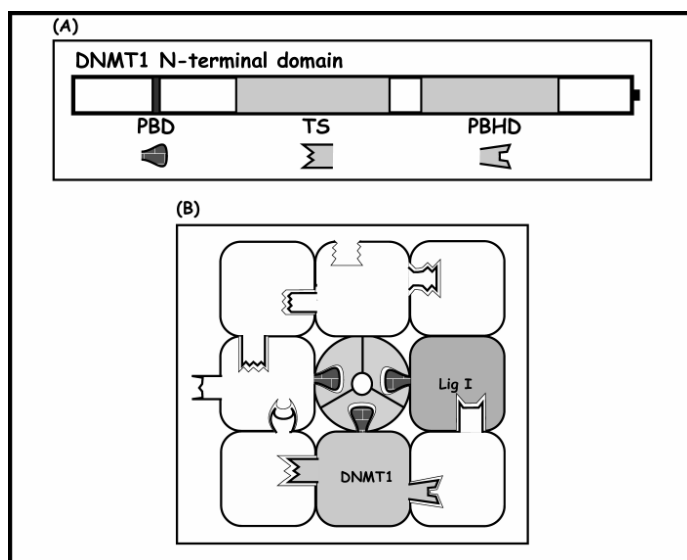 (A)
DNMT1 N-terminal domain
PBD TS PBHD
(B)
Lig I
DNMT1